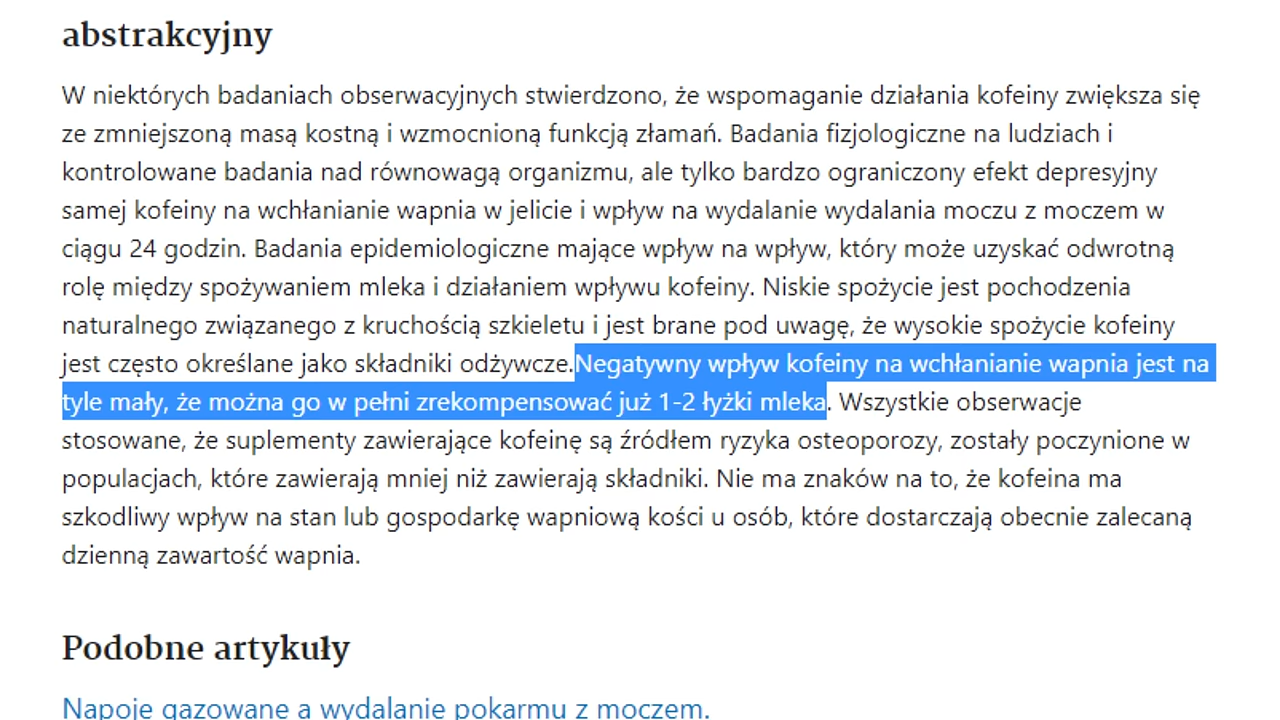 abstrakcyjny
W niektórych badaniach obserwacyjnych stwierdzono, że wspomaganie działania kofeiny zwiększa się
ze zmniejszoną masą kostną i wzmocnioną funkcją złamań. Badania fizjologiczne na ludziach i
kontrolowane badania nad równowagą organizmu, ale tylko bardzo ograniczony efekt depresyjny
samej kofeiny na wchłanianie wapnia w jelicie i wpływ na wydalanie wydalania moczu z moczem w
ciągu 24 godzin. Badania epidemiologiczne mające wpływ na wpływ, który może uzyskać odwrotną
rolę między spożywaniem mleka i działaniem wpływu kofeiny. Niskie spożycie jest pochodzenia
naturalnego związanego z kruchością szkieletu i jest brane pod uwagę, że wysokie spożycie kofeiny
jest często określane jako składniki odżywcze. Negatywny wpływ kofeiny na wchłanianie wapnia jest na
tyle mały, że można go w pełni zrekompensować już 1-2 łyżki mleka. Wszystkie obserwacje
stosowane, że suplementy zawierające kofeinę są źródłem ryzyka osteoporozy, zostały poczynione w
populacjach, które zawierają mniej niż zawierają składniki. Nie ma znaków na to, że kofeina ma
szkodliwy wpływ na stan lub gospodarkę wapniową kości u osób, które dostarczają obecnie zalecaną
dzienną zawartość wapnia.
Podobne artykuły
Napoje gazowane a wydalanie pokarmu z moczem.